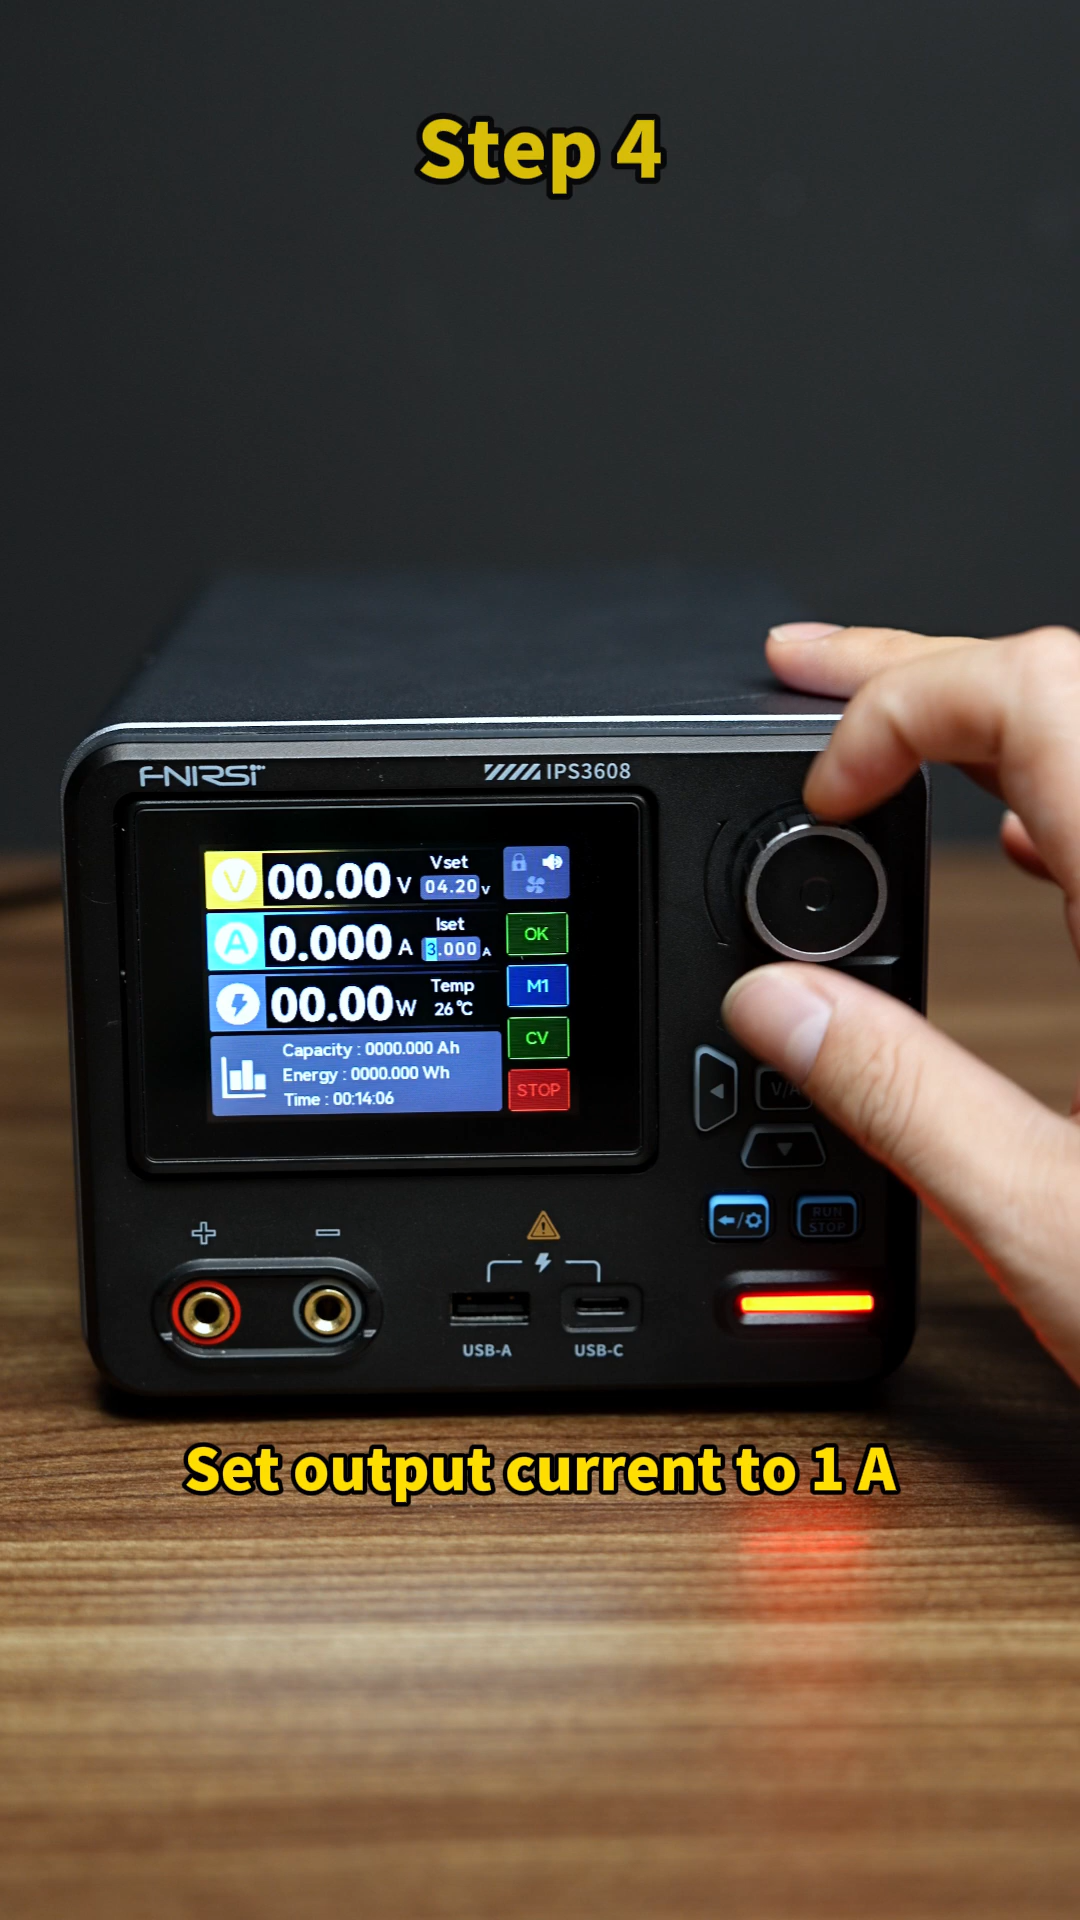 Step 4
FNIRSI
IPS3608
V 00.00 V Vset 04.20 V
A 0.000 A Iset 3.000 A
00.00 W Temp 26 ℃
OK
M1
CV
STOP
Capacity : 0000.000 Ah
Energy : 0000.000 Wh
Time : 00:14:06
V/A
RUN
STOP
USB-A
USB-C
Set output current to 1 A